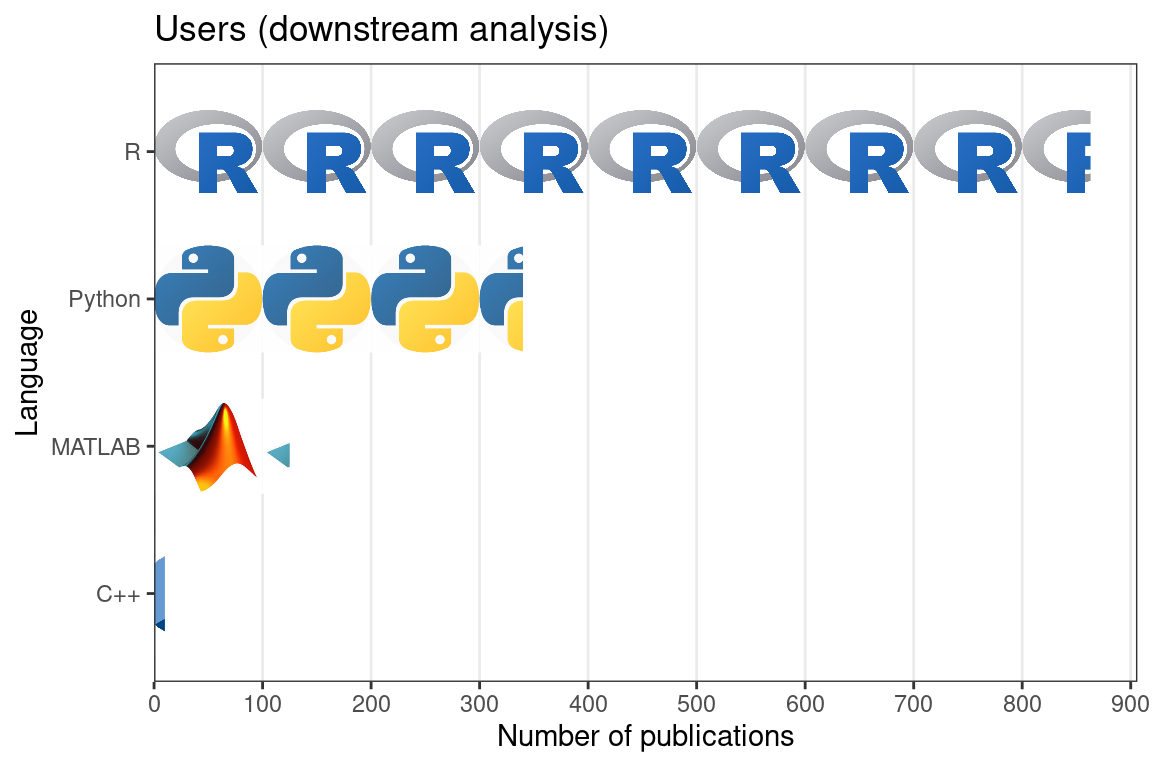 Users (downstream analysis)
R
R R R R R R R R R
Python
MATLAB
C++
Language
0 100 200 300 400 500 600 700 800 900
Number of publications